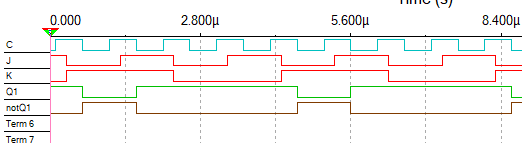 Time (s)
0.000 2.800µ 5.600µ 8.400µ
C
J
K
Q1
notQ1
Term 6
Term 7